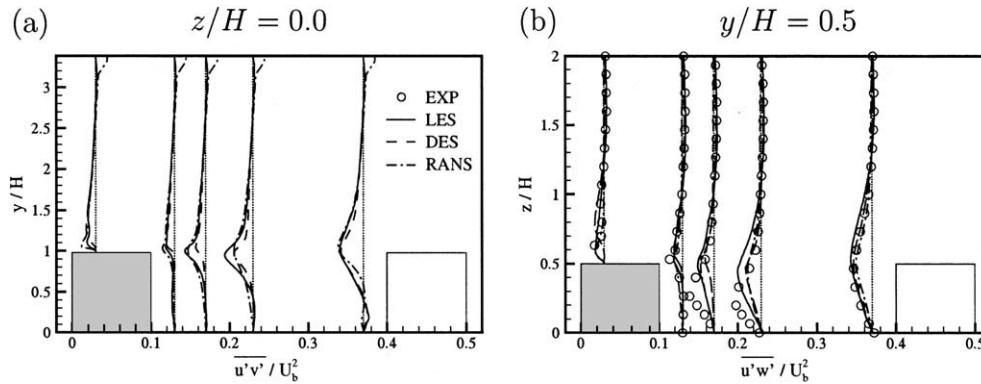 (a) z/H = 0.0
3
2.5
2
1.5
1
0.5
0
y / H
EXP
LES
DES
RANS
0 0.1 0.2 0.3 0.4 0.5
u'v' / U_b^2
(b) y/H = 0.5
2
1.5
1
0.5
0
z / H
0 0.1 0.2 0.3 0.4 0.5
u'w' / U_b^2